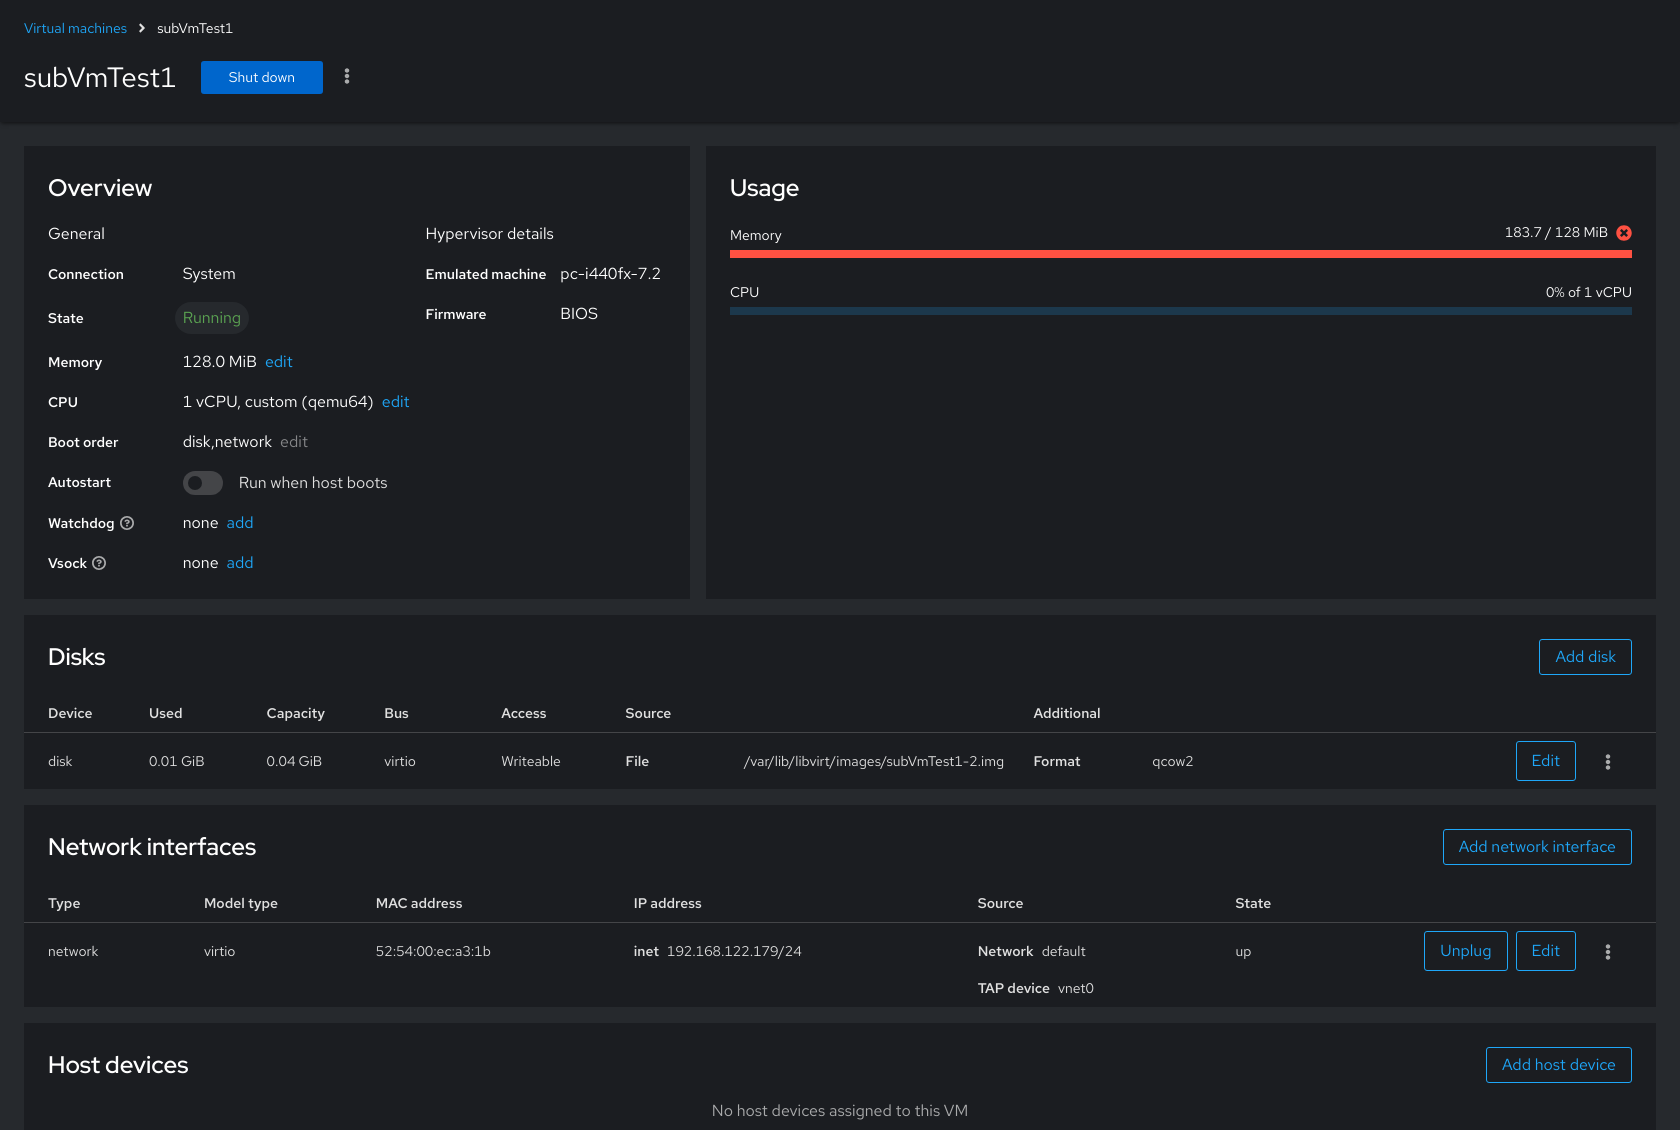 Virtual machines > subVmTest1
subVmTest1 Shut down
Overview
General
Connection System
State Running
Memory 128.0 MiB edit
CPU 1 vCPU, custom (qemu64) edit
Boot order disk,network edit
Autostart Run when host boots
Watchdog none add
Vsock none add
Hypervisor details
Emulated machine pc-i440fx-7.2
Firmware BIOS
Usage
Memory 183.7 / 128 MiB
CPU 0% of 1 vCPU
Disks Add disk
Device Used Capacity Bus Access Source Additional
disk 0.01 GiB 0.04 GiB virtio Writeable File /var/lib/libvirt/images/subVmTest1-2.img Format qcow2 Edit
Network interfaces Add network interface
Type Model type MAC address IP address Source State
network virtio 52:54:00:ec:a3:1b inet 192.168.122.179/24 Network default up Unplug Edit
TAP device vnet0
Host devices Add host device
No host devices assigned to this VM